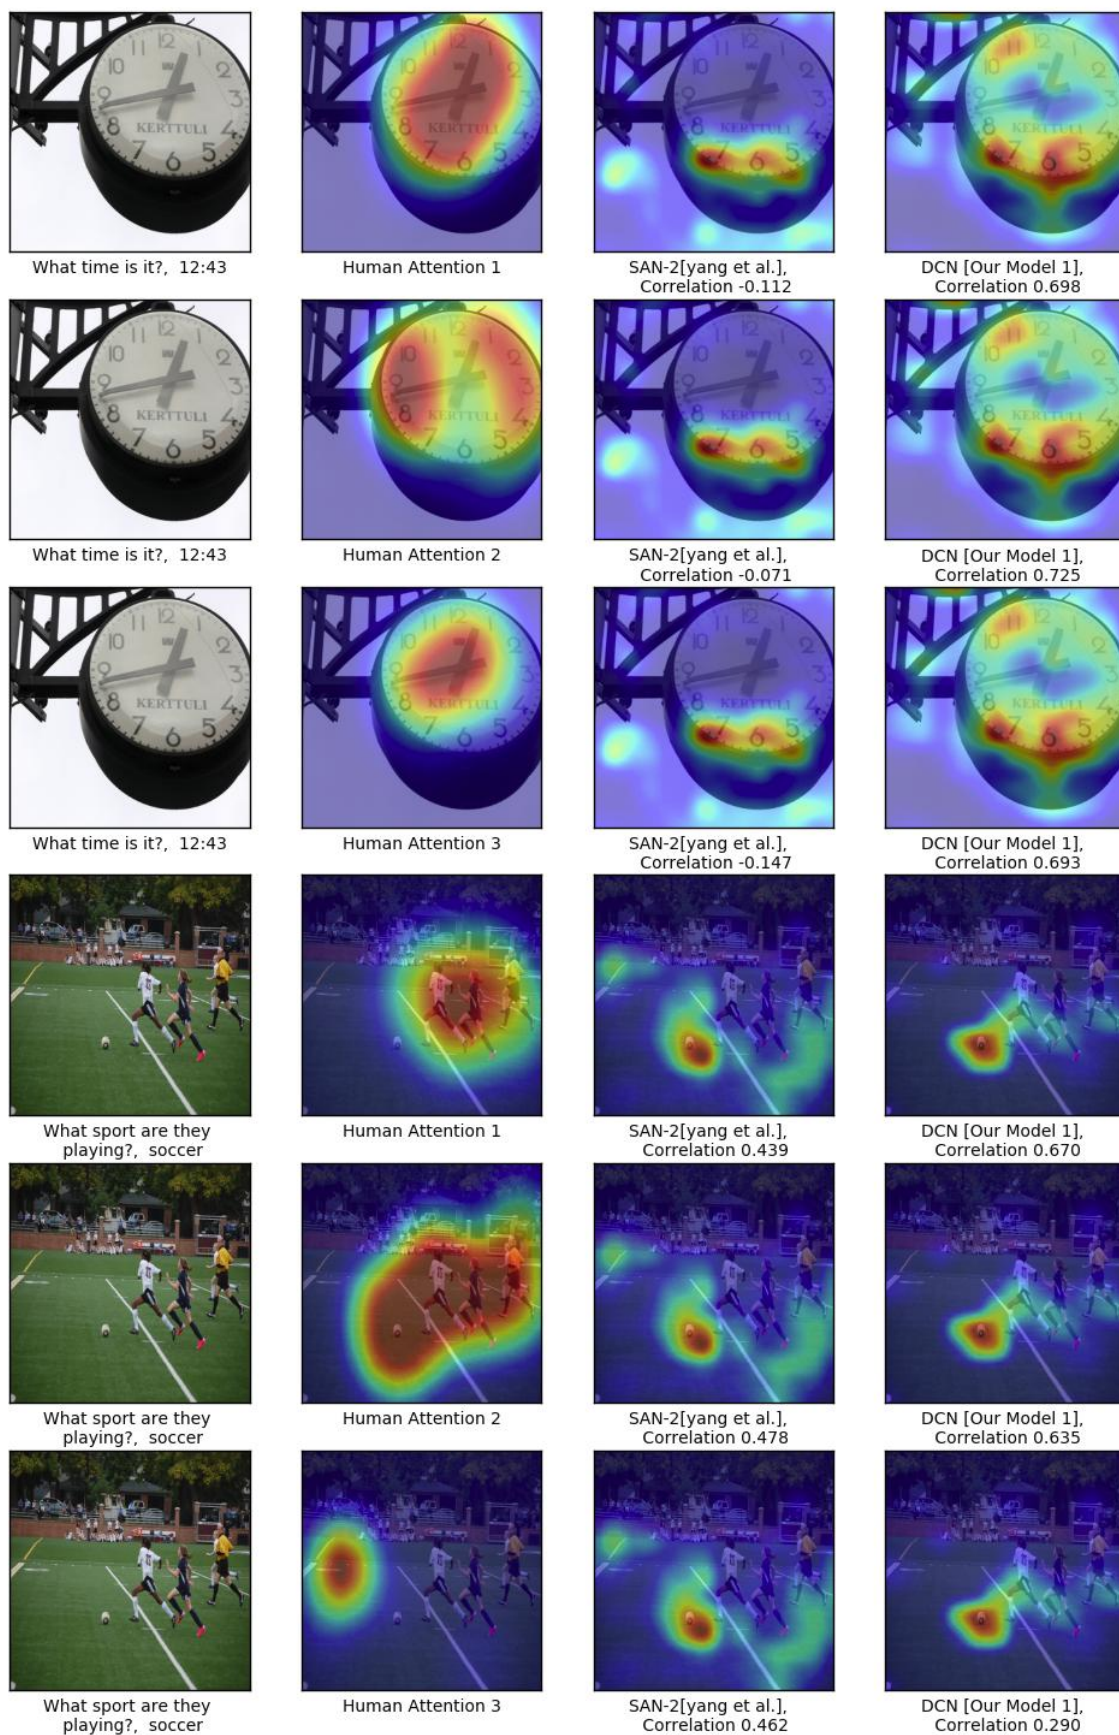 What time is it?,  12:43
Human Attention 1
SAN-2[yang et al.],
Correlation -0.112
DCN [Our Model 1],
Correlation 0.698
What time is it?,  12:43
Human Attention 2
SAN-2[yang et al.],
Correlation -0.071
DCN [Our Model 1],
Correlation 0.725
What time is it?,  12:43
Human Attention 3
SAN-2[yang et al.],
Correlation -0.147
DCN [Our Model 1],
Correlation 0.693
What sport are they
playing?,  soccer
Human Attention 1
SAN-2[yang et al.],
Correlation 0.439
DCN [Our Model 1],
Correlation 0.670
What sport are they
playing?,  soccer
Human Attention 2
SAN-2[yang et al.],
Correlation 0.478
DCN [Our Model 1],
Correlation 0.635
What sport are they
playing?,  soccer
Human Attention 3
SAN-2[yang et al.],
Correlation 0.462
DCN [Our Model 1],
Correlation 0.290